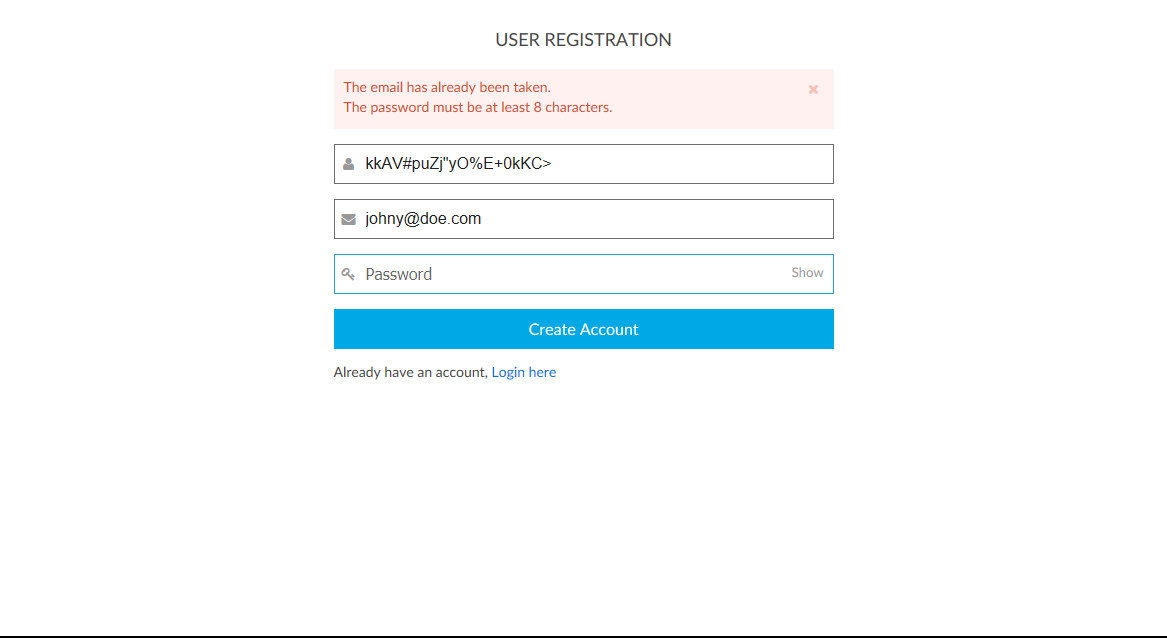 USER REGISTRATION
The email has already been taken.
The password must be at least 8 characters.
kkAV#puZj"yO%E+0kKC>
johny@doe.com
Password Show
Create Account
Already have an account, Login here